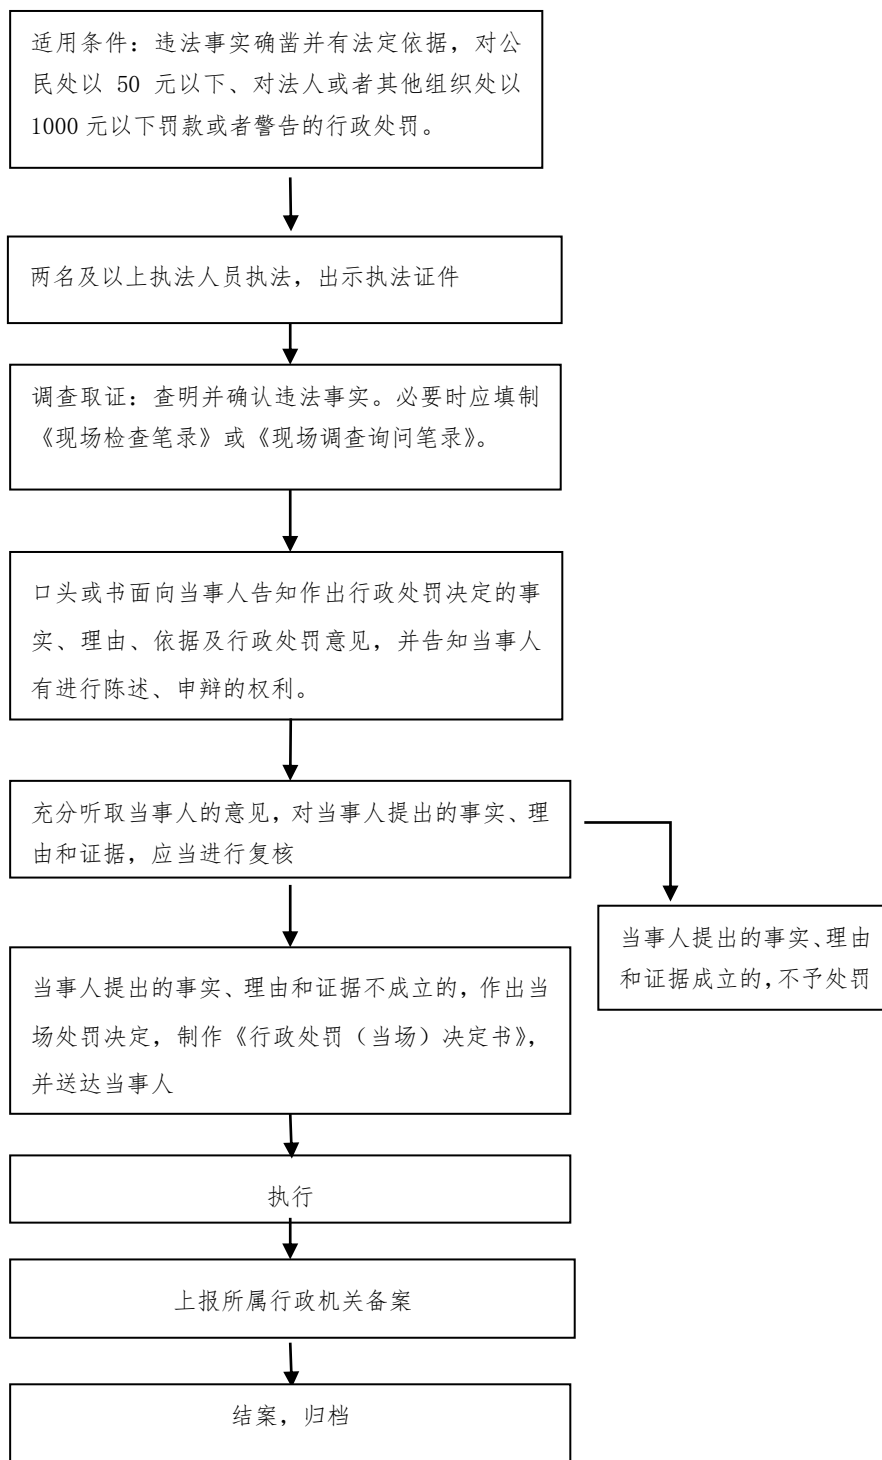 适用条件：违法事实确凿并有法定依据，对公
民处以 50 元以下、对法人或者其他组织处以
1000 元以下罚款或者警告的行政处罚。
两名及以上执法人员执法，出示执法证件
调查取证：查明并确认违法事实。必要时应填制
《现场检查笔录》或《现场调查询问笔录》。
口头或书面向当事人告知作出行政处罚决定的事
实、理由、依据及行政处罚意见，并告知当事人
有进行陈述、申辩的权利。
充分听取当事人的意见，对当事人提出的事实、理
由和证据，应当进行复核
当事人提出的事实、理由
和证据成立的，不予处罚
当事人提出的事实、理由和证据不成立的，作出当
场处罚决定，制作《行政处罚（当场）决定书》，
并送达当事人
执行
上报所属行政机关备案
结案，归档